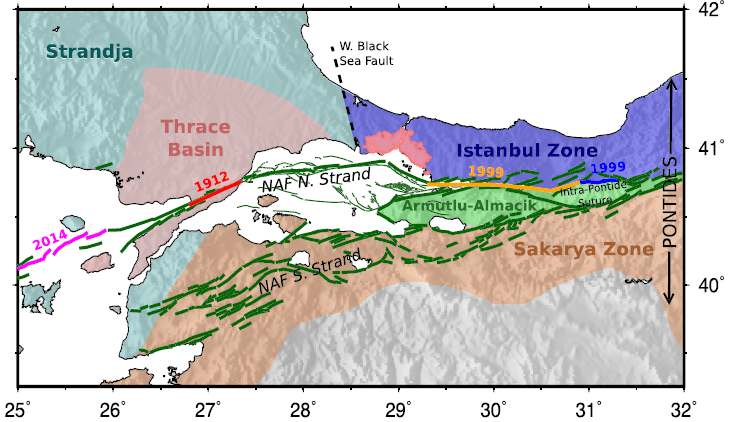 42°
W. Black
Sea Fault
Strandja
Thrace
Basin
41°
Istanbul Zone
1912
NAF N. Strand
1999
1999
Intra-Pontide
Suture
Armutlu-Almaçik
PONTIDES
2014
Sakarya Zone
NAF S. Strand
40°
25°
26°
27°
28°
29°
30°
31°
32°